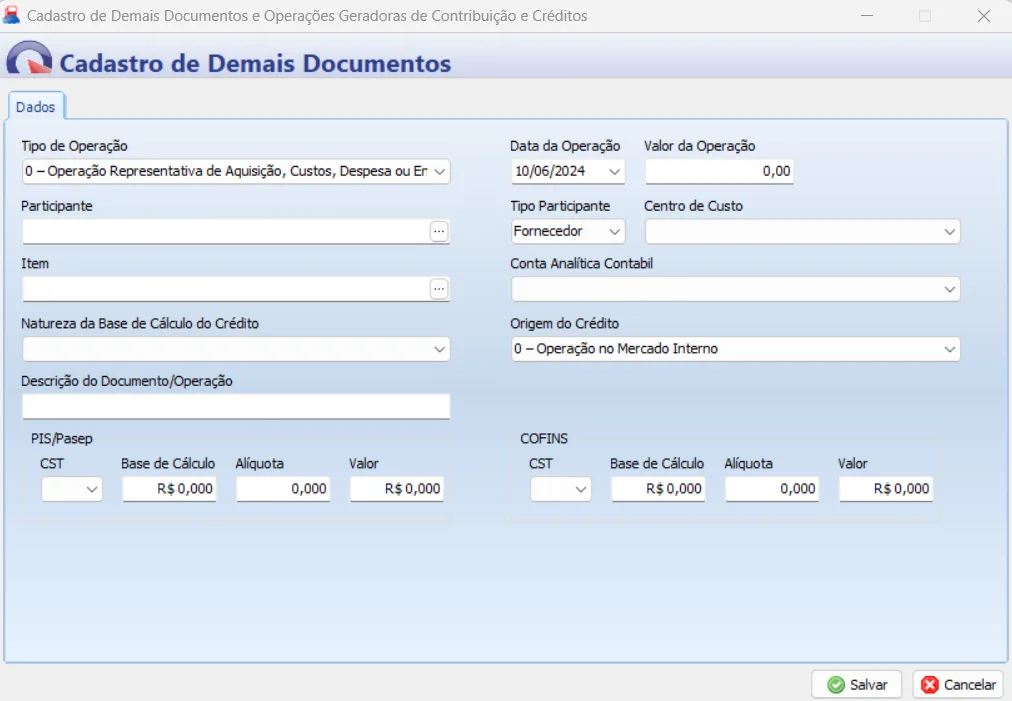 Cadastro de Demais Documentos e Operações Geradoras de Contribuição e Créditos
Cadastro de Demais Documentos
Dados
Tipo de Operação
Data da Operação
Valor da Operação
0 – Operação Representativa de Aquisição, Custos, Despesa ou En
10/06/2024
0,00
Participante
Tipo Participante
Centro de Custo
...
Fornecedor
Item
Conta Analítica Contabil
...
Natureza da Base de Cálculo do Crédito
Origem do Crédito
0 – Operação no Mercado Interno
Descrição do Documento/Operação
PIS/Pasep
COFINS
CST
Base de Cálculo
Alíquota
Valor
CST
Base de Cálculo
Alíquota
Valor
R$ 0,000
0,000
R$ 0,000
R$ 0,000
0,000
R$ 0,000
Salvar
Cancelar